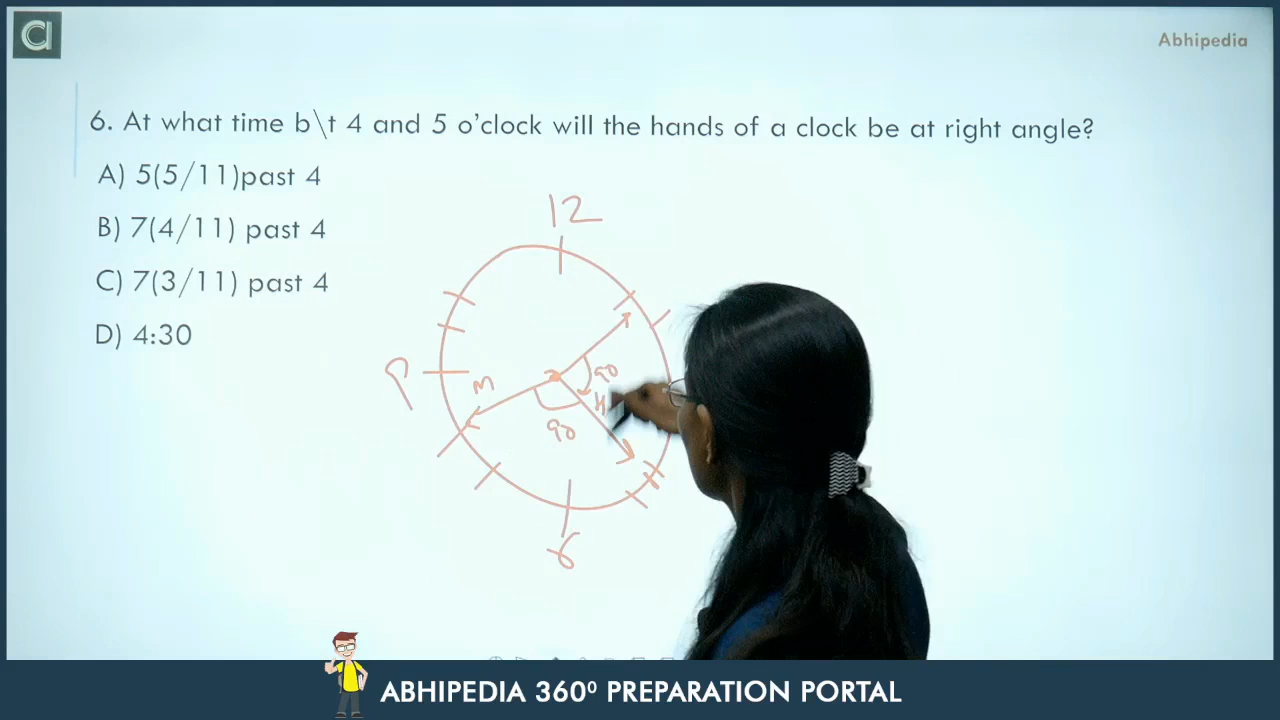 Abhipedia
6. At what time b\t 4 and 5 o'clock will the hands of a clock be at right angle?
A) 5(5/11)past 4
B) 7(4/11) past 4
C) 7(3/11) past 4
D) 4:30
12
9
M
90
H
90
6
ABHIPEDIA 360⁰ PREPARATION PORTAL